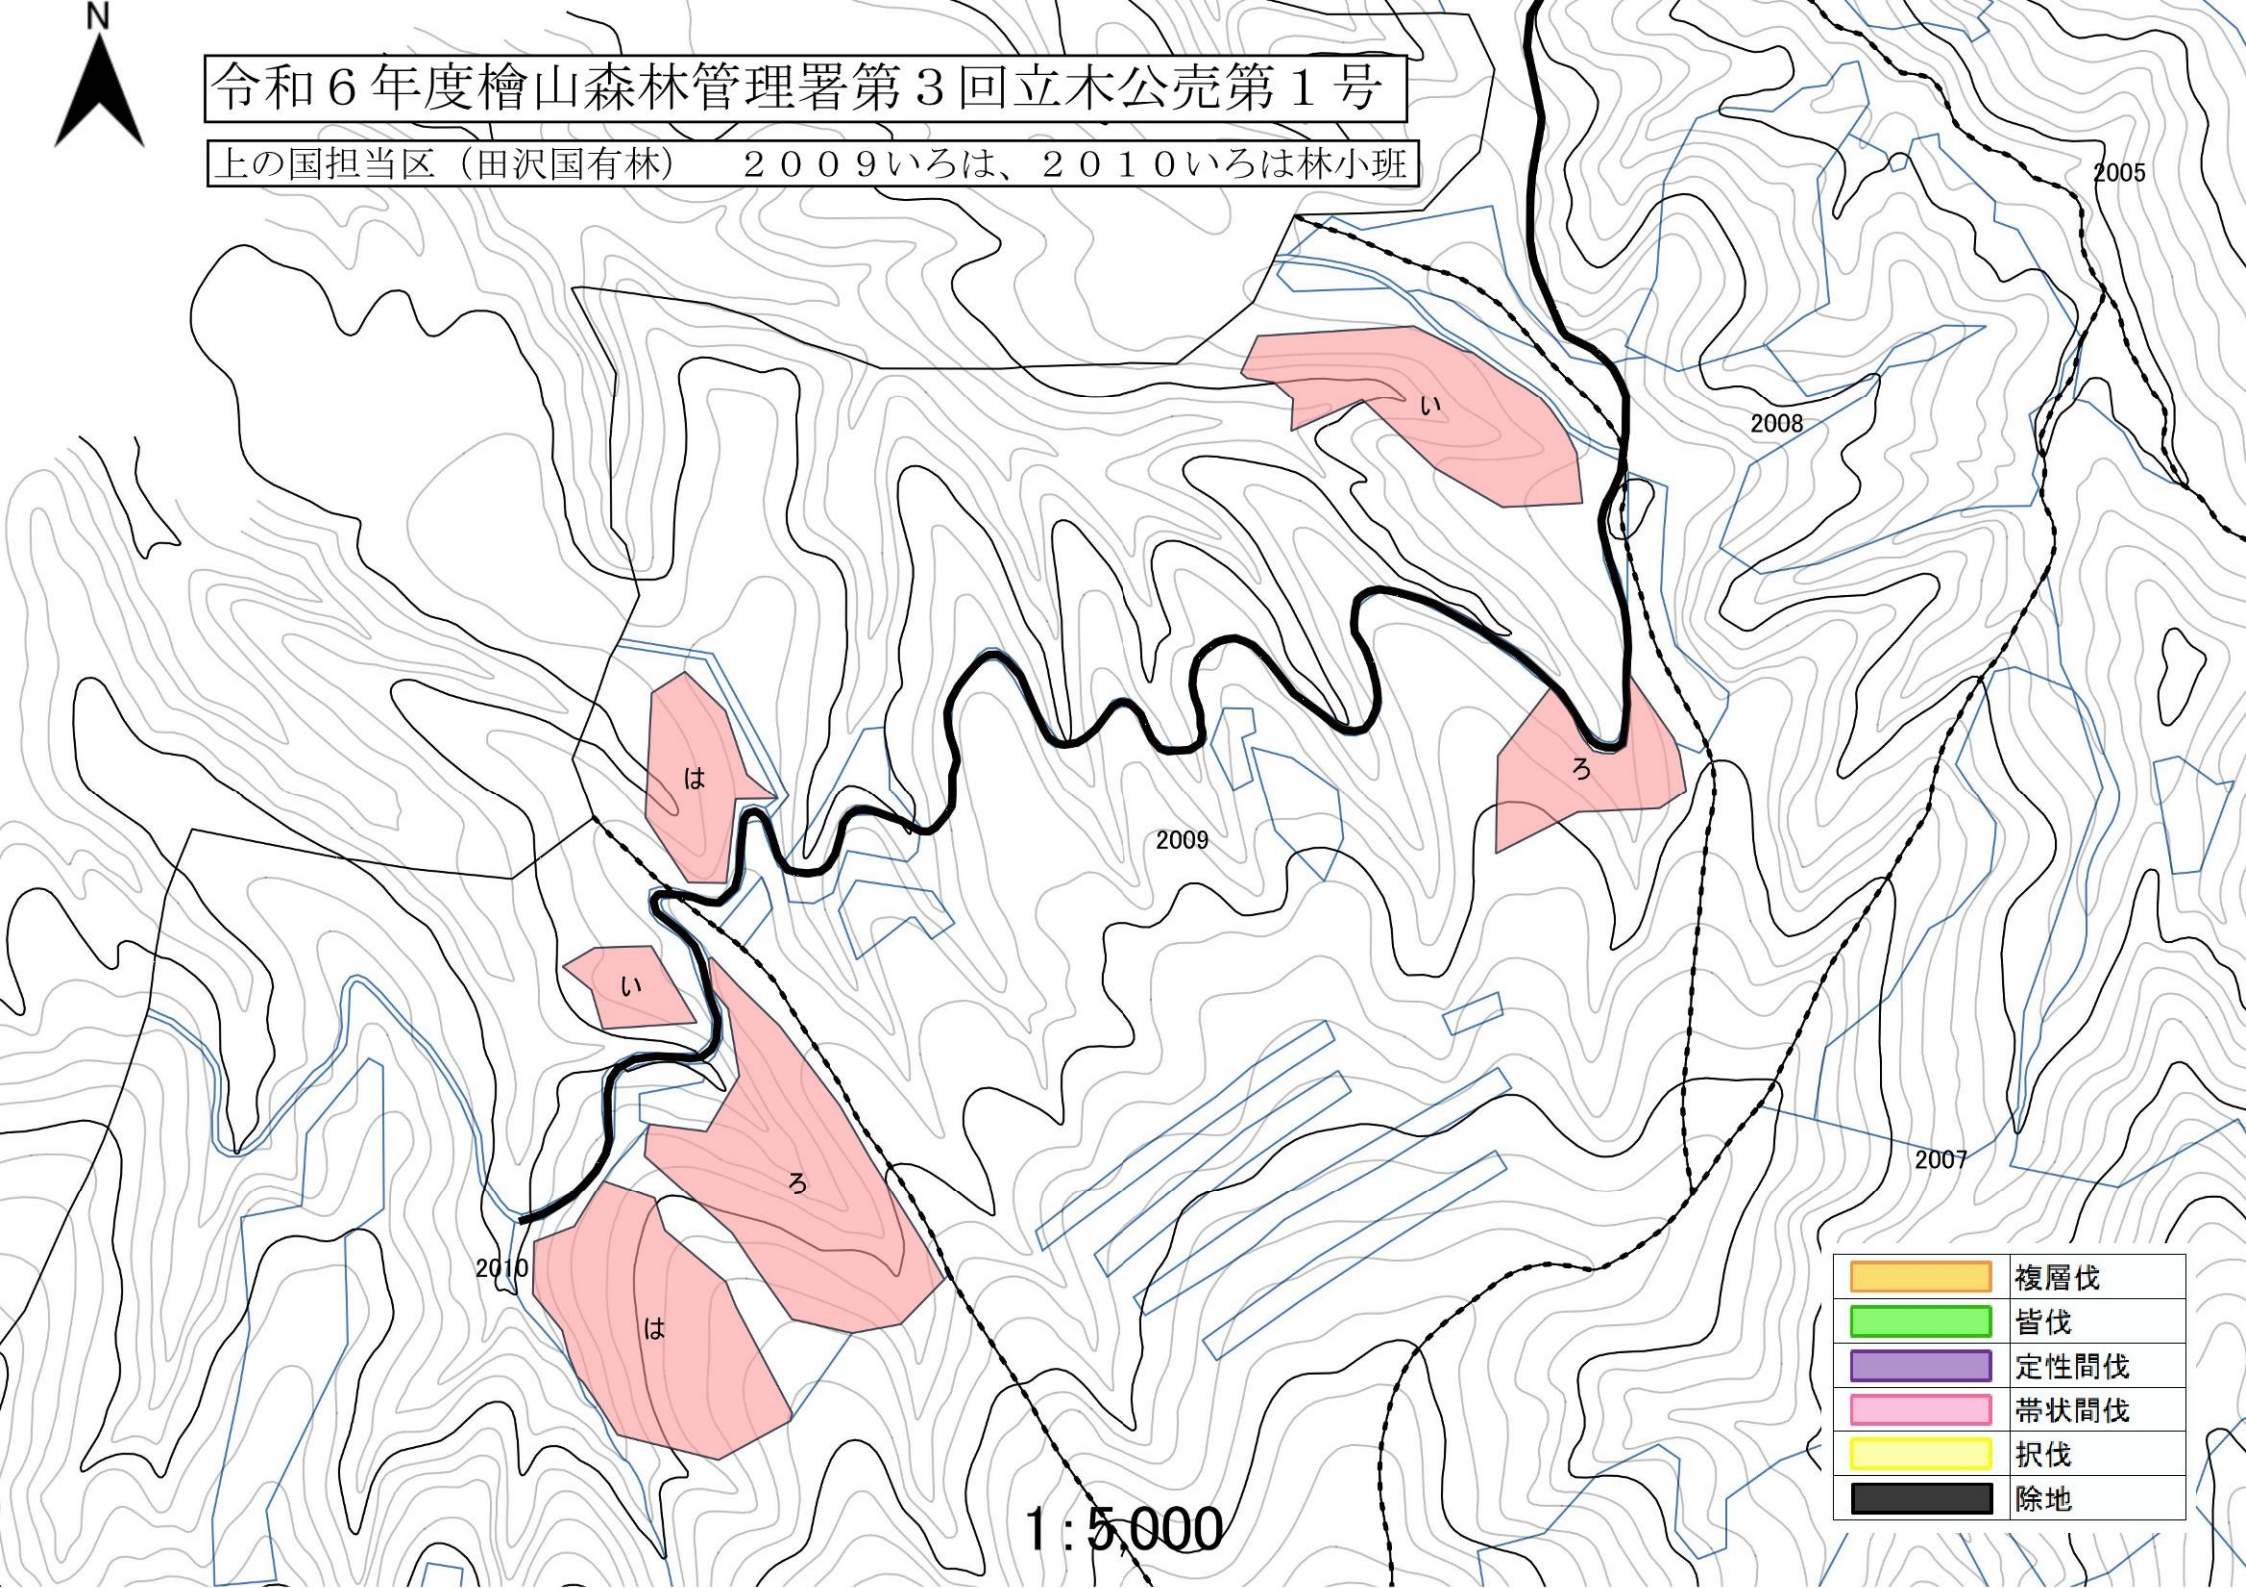 N
令和６年度檜山森林管理署第３回立木公売第１号
上の国担当区（田沢国有林）　２００９いろは、２０１０いろは林小班
2005
い
2008
は
ろ
2009
い
2007
ろ
2010
は
複層伐
皆伐
定性間伐
帯状間伐
択伐
除地
1:5,000